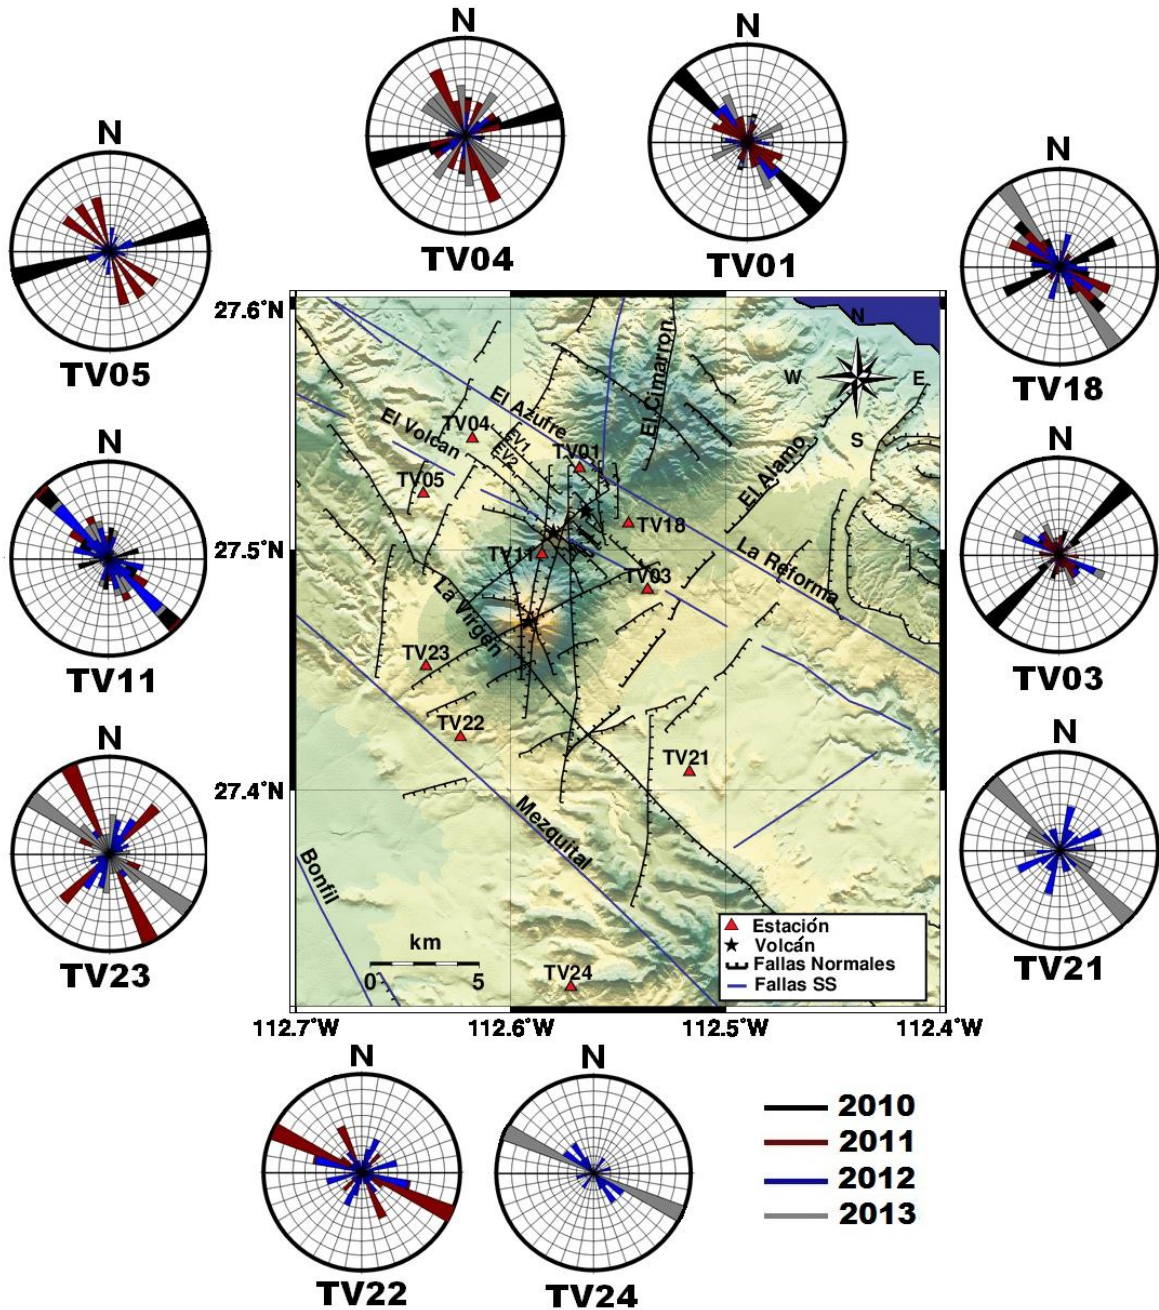 N
TV04
N
TV01
N
TV05
N
TV18
N
TV11
N
TV03
N
TV23
N
TV21
27.6°N
27.5°N
27.4°N
112.7°W
112.6°W
112.5°W
112.4°W
N
W
E
S
El Cimarron
El Azufre
TV04
El Volcan
EV1
EV2
TV01
TV05
El Alamo
TV18
TV11
La Reforma
TV03
La Virgen
TV23
TV22
TV21
Mezquital
Bonfil
km
0
5
TV24
Estación
Volcán
Fallas Normales
Fallas SS
N
TV22
N
TV24
2010
2011
2012
2013